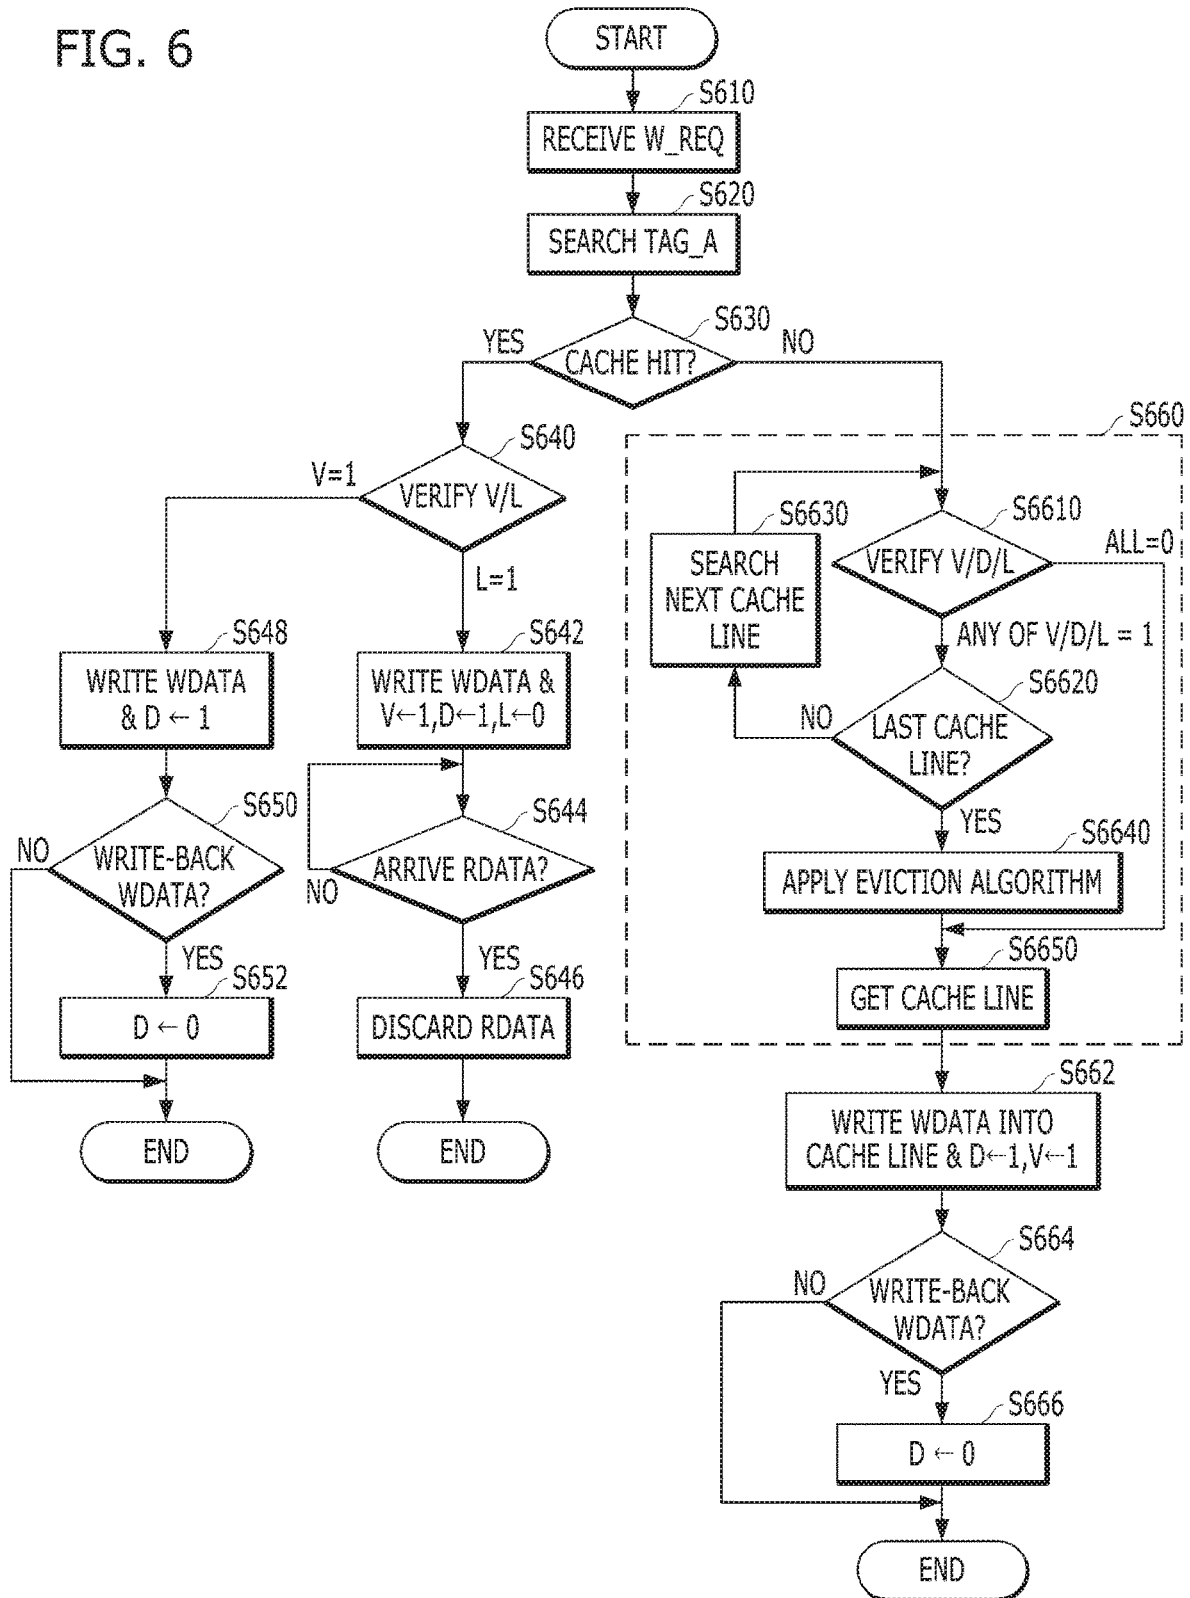 FIG. 6
START
S610
RECEIVE W_REQ
S620
SEARCH TAG_A
S630
YES
CACHE HIT?
NO
S660
S640
V=1
VERIFY V/L
L=1
S6630
SEARCH
NEXT CACHE
LINE
S6610
VERIFY V/D/L
ALL=0
ANY OF V/D/L = 1
S6620
NO
LAST CACHE
LINE?
YES
S6640
APPLY EVICTION ALGORITHM
S6650
GET CACHE LINE
S648
WRITE WDATA
& D ← 1
S642
WRITE WDATA &
V←1,D←1,L←0
S650
NO
WRITE-BACK
WDATA?
YES
S652
D ← 0
END
S644
ARRIVE RDATA?
NO
YES
S646
DISCARD RDATA
END
S662
WRITE WDATA INTO
CACHE LINE & D←1,V←1
S664
NO
WRITE-BACK
WDATA?
YES
S666
D ← 0
END